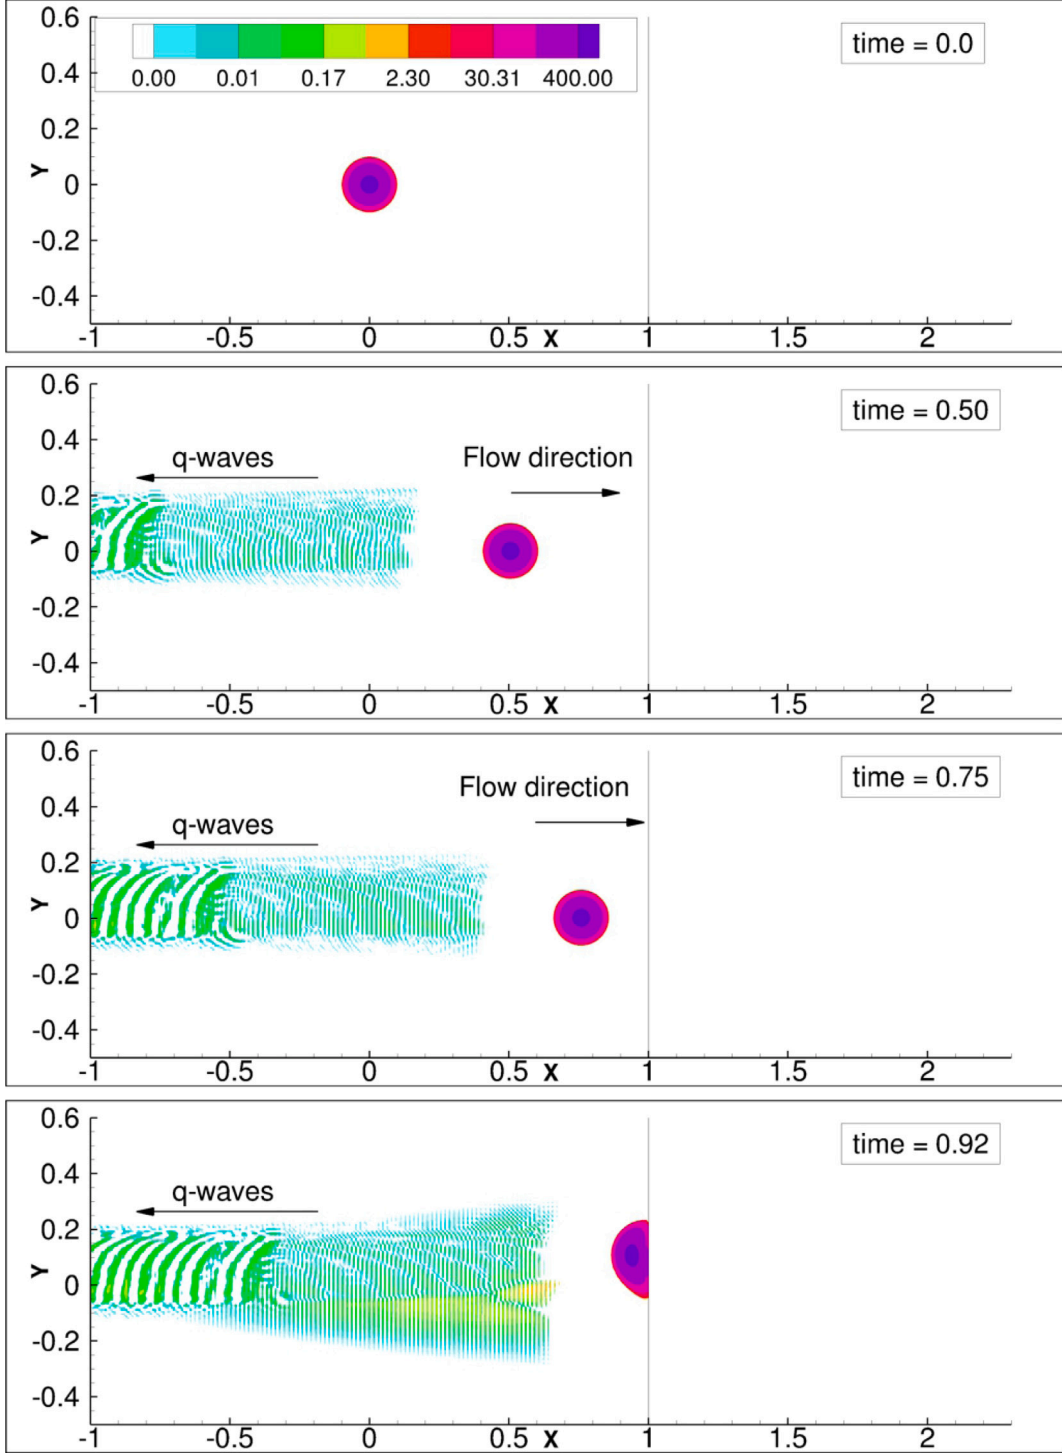 0.6
0.00 0.01 0.17 2.30 30.31 400.00
time = 0.0
0.4
0.2
Y
0
-0.2
-0.4
-1 -0.5 0 0.5 X 1 1.5 2
0.6
time = 0.50
0.4
q-waves Flow direction
0.2
Y
0
-0.2
-0.4
-1 -0.5 0 0.5 X 1 1.5 2
0.6
time = 0.75
Flow direction
0.4
q-waves
0.2
Y
0
-0.2
-0.4
-1 -0.5 0 0.5 X 1 1.5 2
0.6
time = 0.92
0.4
q-waves
0.2
Y
0
-0.2
-0.4
-1 -0.5 0 0.5 X 1 1.5 2